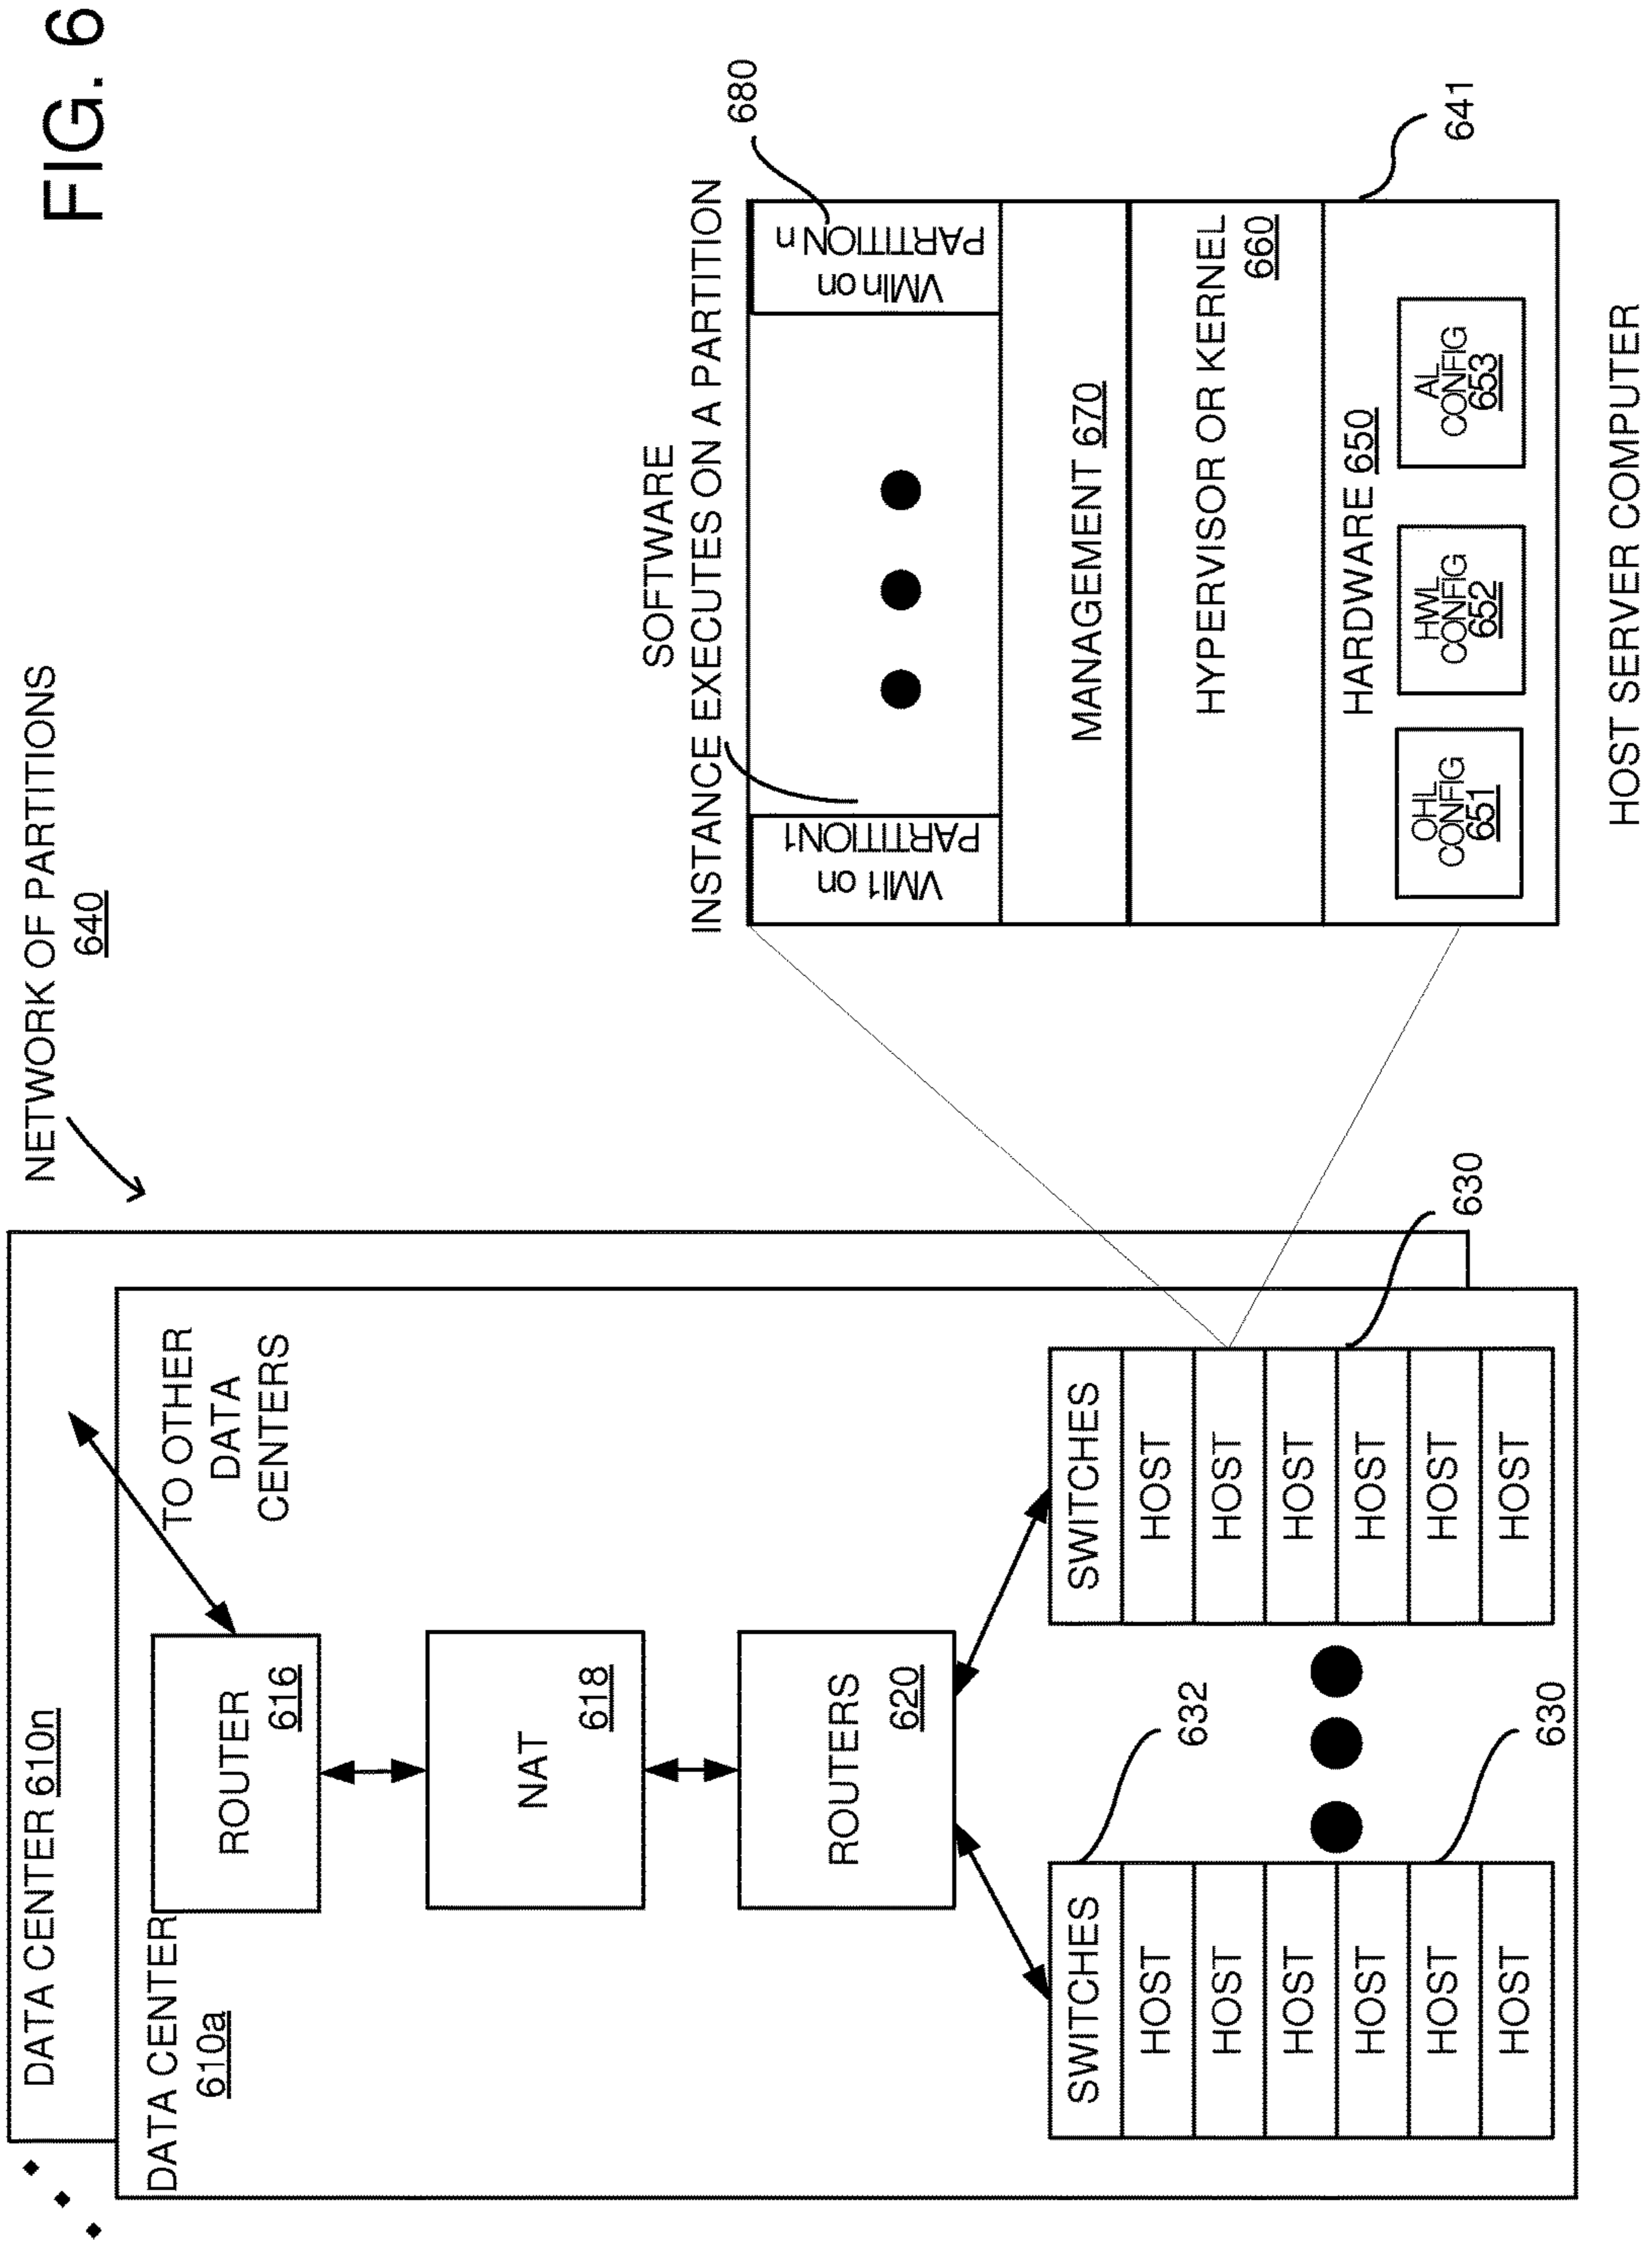 FIG. 6
NETWORK OF PARTITIONS
640
DATA CENTER 610n
DATA CENTER
610a
TO OTHER
DATA
CENTERS
ROUTER
616
NAT
618
ROUTERS
620
632
SWITCHES
HOST
HOST
HOST
HOST
HOST
HOST
630
SWITCHES
HOST
HOST
HOST
HOST
HOST
HOST
630
SOFTWARE
INSTANCE EXECUTES ON A PARTITION
680
VMI1 on
PARTITION1
VMIn on
PARTITION n
MANAGEMENT 670
HYPERVISOR OR KERNEL
660
HARDWARE 650
641
OHL
CONFIG
651
HWL
CONFIG
652
AL
CONFIG
653
HOST SERVER COMPUTER